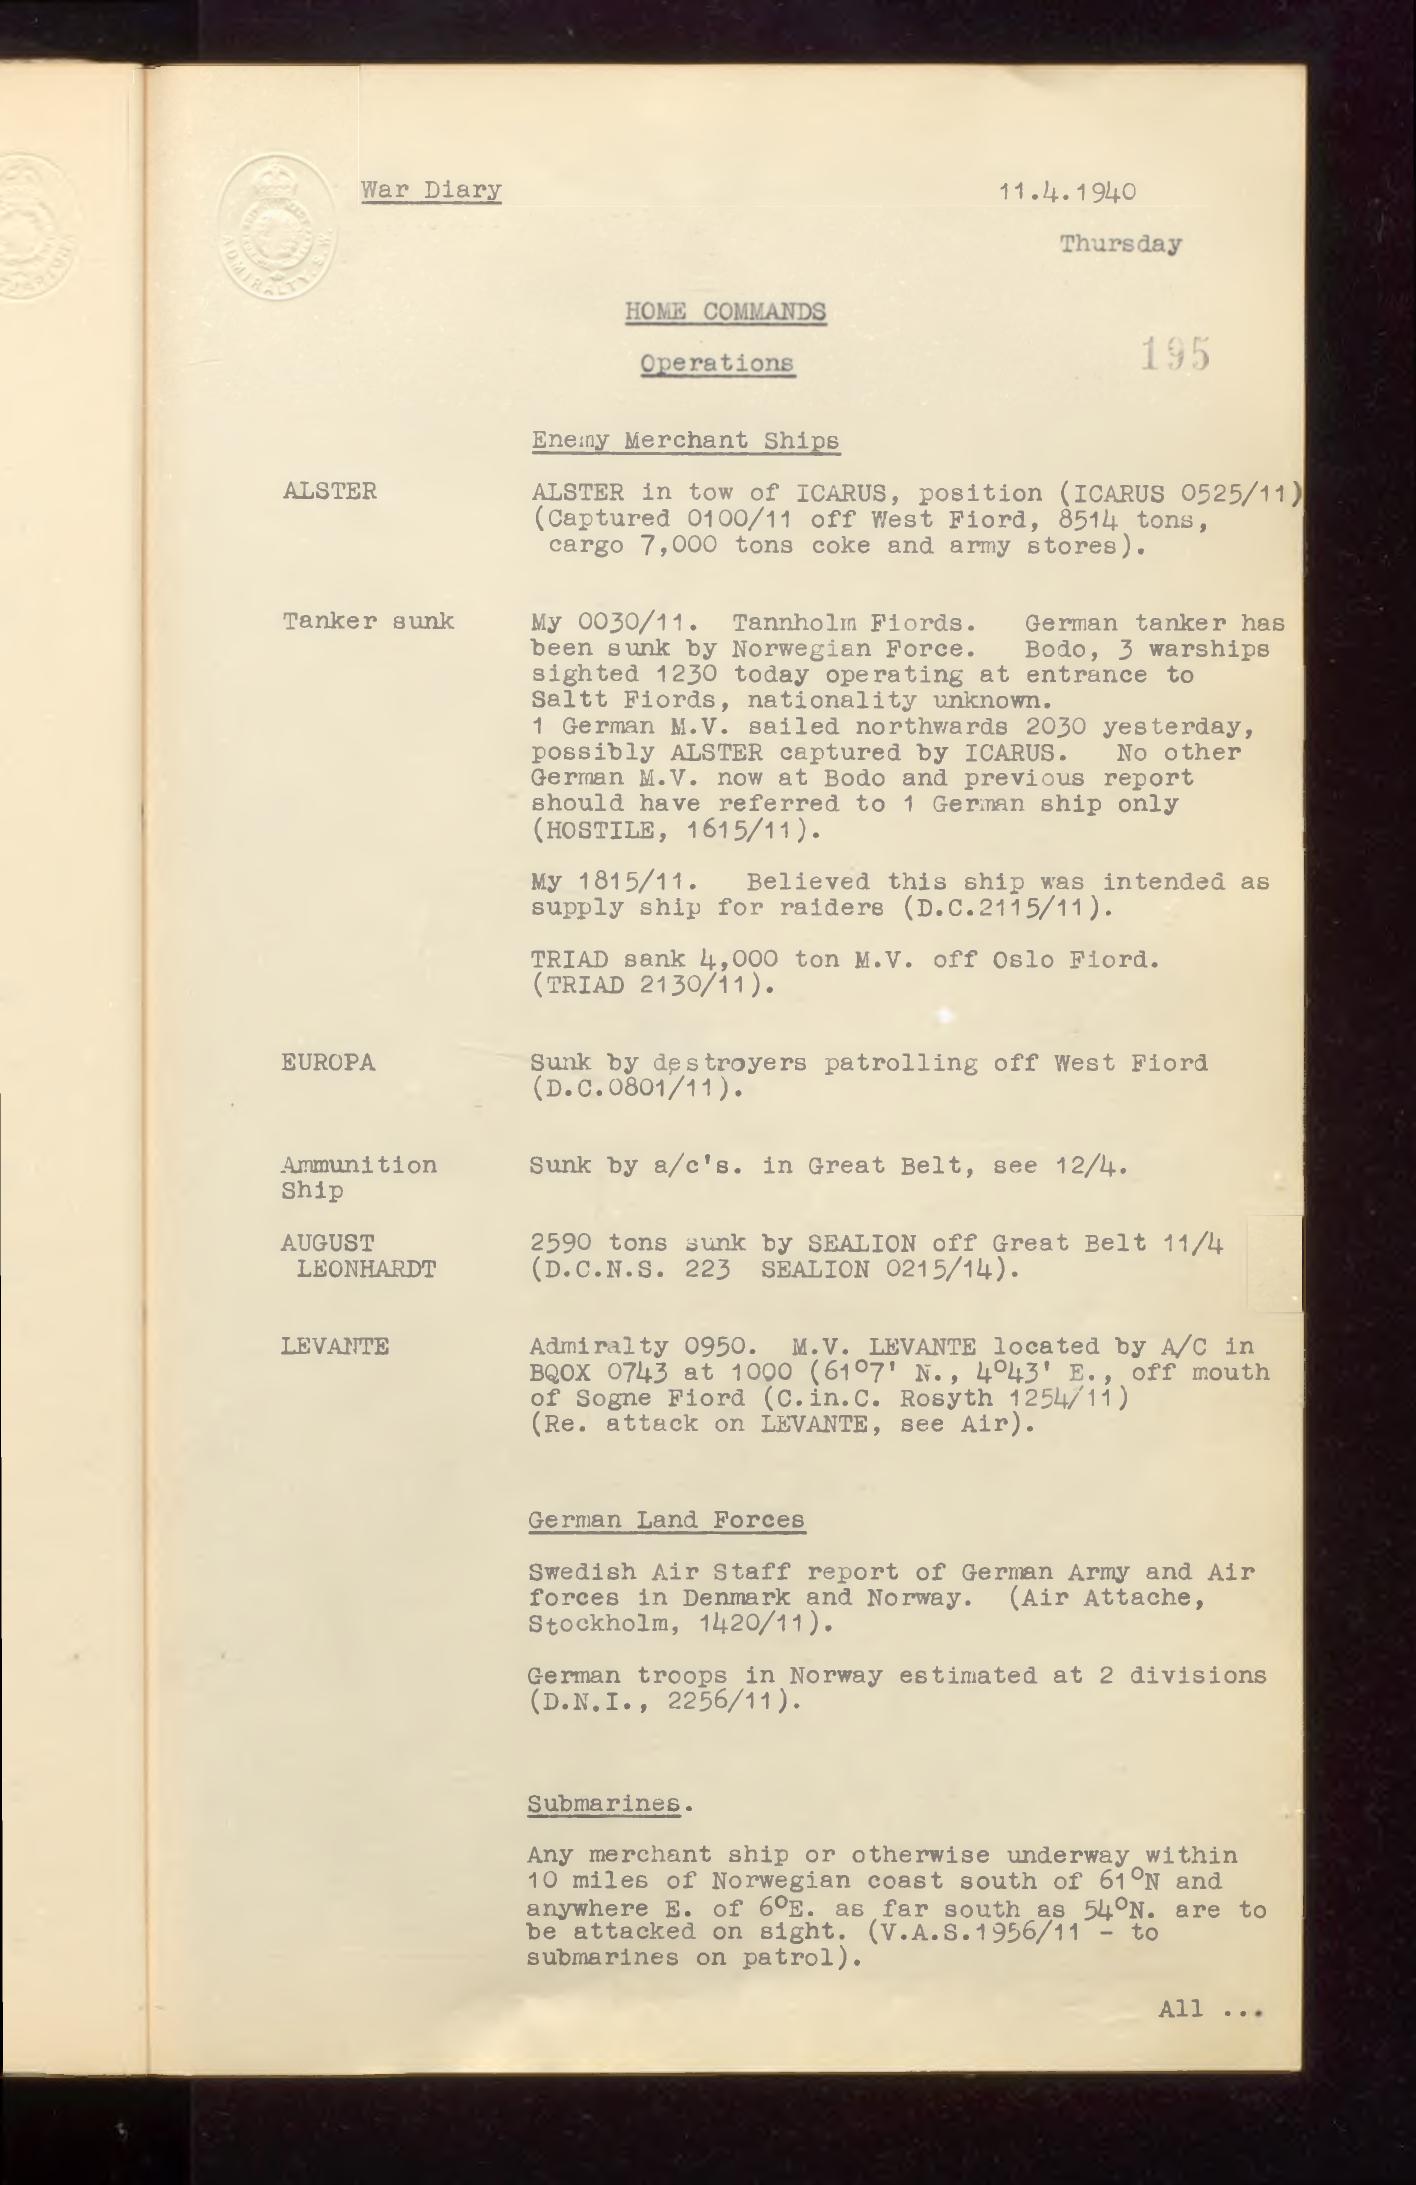 War Diary
11.4.1940
Thursday
HOME COMMANDS
Operations
195
Enemy Merchant Ships
ALSTER
ALSTER in tow of ICARUS, position (ICARUS 0525/11)
(Captured 0100/11 off West Fiord, 8514 tons,
cargo 7,000 tons coke and army stores).
Tanker sunk
My 0030/11. Tannholm Fiords. German tanker has
been sunk by Norwegian Force. Bodo, 3 warships
sighted 1230 today operating at entrance to
Saltt Fiords, nationality unknown.
1 German M.V. sailed northwards 2030 yesterday,
possibly ALSTER captured by ICARUS. No other
German M.V. now at Bodo and previous report
should have referred to 1 German ship only
(HOSTILE, 1615/11).
My 1815/11. Believed this ship was intended as
supply ship for raiders (D.C.2115/11).
TRIAD sank 4,000 ton M.V. off Oslo Fiord.
(TRIAD 2130/11).
EUROPA
Sunk by destroyers patrolling off West Fiord
(D.C.0801/11).
Ammunition
Ship
Sunk by a/c's. in Great Belt, see 12/4.
AUGUST
LEONHARDT
2590 tons sunk by SEALION off Great Belt 11/4
(D.C.N.S. 223 SEALION 0215/14).
LEVANTE
Admiralty 0950. M.V. LEVANTE located by A/C in
BQOX 0743 at 1000 (61°7' N., 4°43' E., off mouth
of Sogne Fiord (C.in.C. Rosyth 1254/11)
(Re. attack on LEVANTE, see Air).
German Land Forces
Swedish Air Staff report of German Army and Air
forces in Denmark and Norway. (Air Attache,
Stockholm, 1420/11).
German troops in Norway estimated at 2 divisions
(D.N.I., 2256/11).
Submarines.
Any merchant ship or otherwise underway within
10 miles of Norwegian coast south of 61°N and
anywhere E. of 6°E. as far south as 54°N. are to
be attacked on sight. (V.A.S.1956/11 - to
submarines on patrol).
All ...